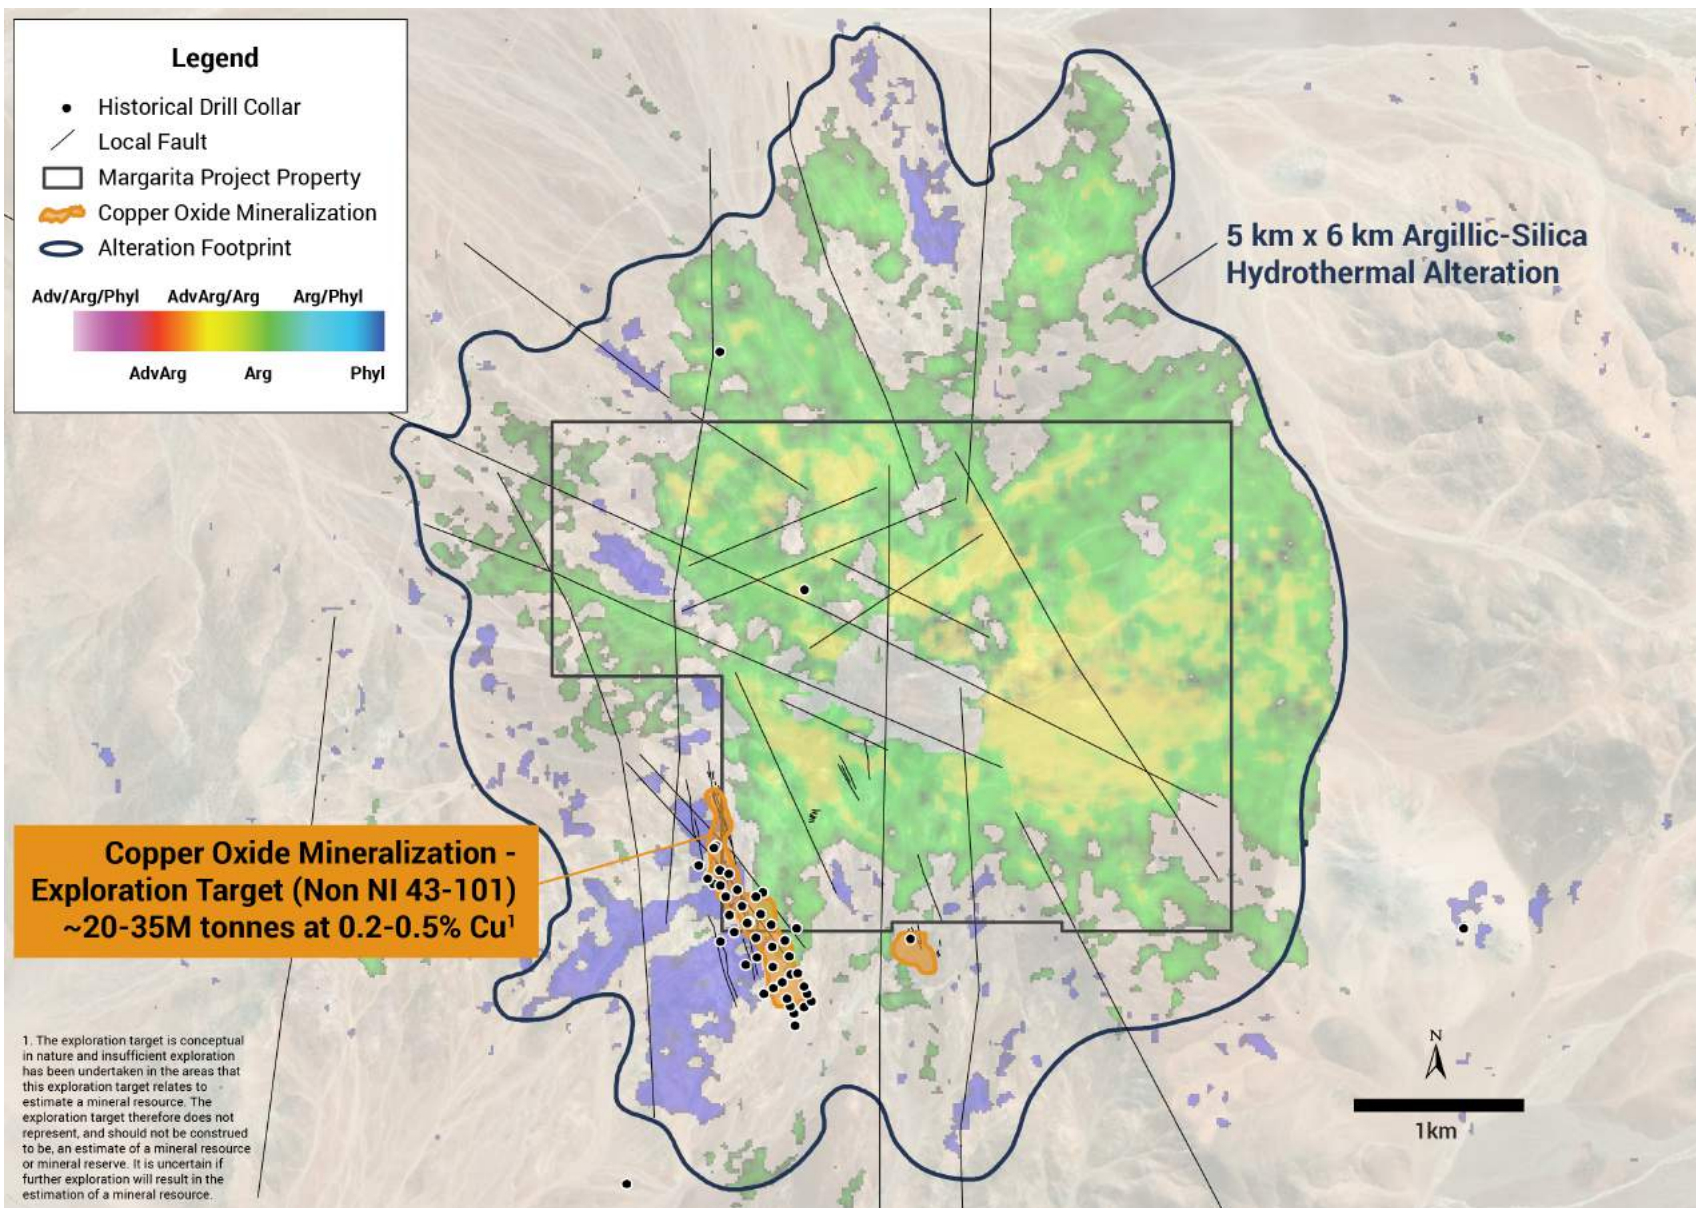 Legend
Historical Drill Collar
Local Fault
Margarita Project Property
Copper Oxide Mineralization
Alteration Footprint
Adv/Arg/Phyl AdvArg/Arg Arg/Phyl
AdvArg Arg Phyl
5 km x 6 km Argillic-Silica
Hydrothermal Alteration
Copper Oxide Mineralization -
Exploration Target (Non NI 43-101)
~20-35M tonnes at 0.2-0.5% Cu¹
1. The exploration target is conceptual
in nature and insufficient exploration
has been undertaken in the areas that
this exploration target relates to
estimate a mineral resource. The
exploration target therefore does not
represent, and should not be construed
to be, an estimate of a mineral resource
or mineral reserve. It is uncertain if
further exploration will result in the
estimation of a mineral resource.
N
1km